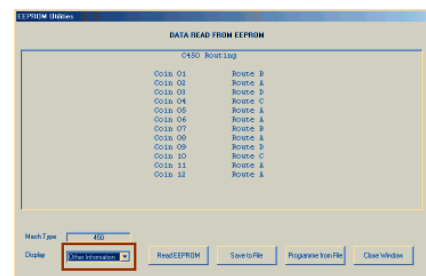 EEPROM Utilities
DATA READ FROM EEPROM
C450 Routing
Coin 01 Route B
Coin 02 Route A
Coin 03 Route D
Coin 04 Route C
Coin 05 Route A
Coin 06 Route A
Coin 07 Route B
Coin 08 Route A
Coin 09 Route D
Coin 10 Route C
Coin 11 Route A
Coin 12 Route A
Mech Type 450
Display Other Information Read EEPROM Save to File Programme from File Close Window